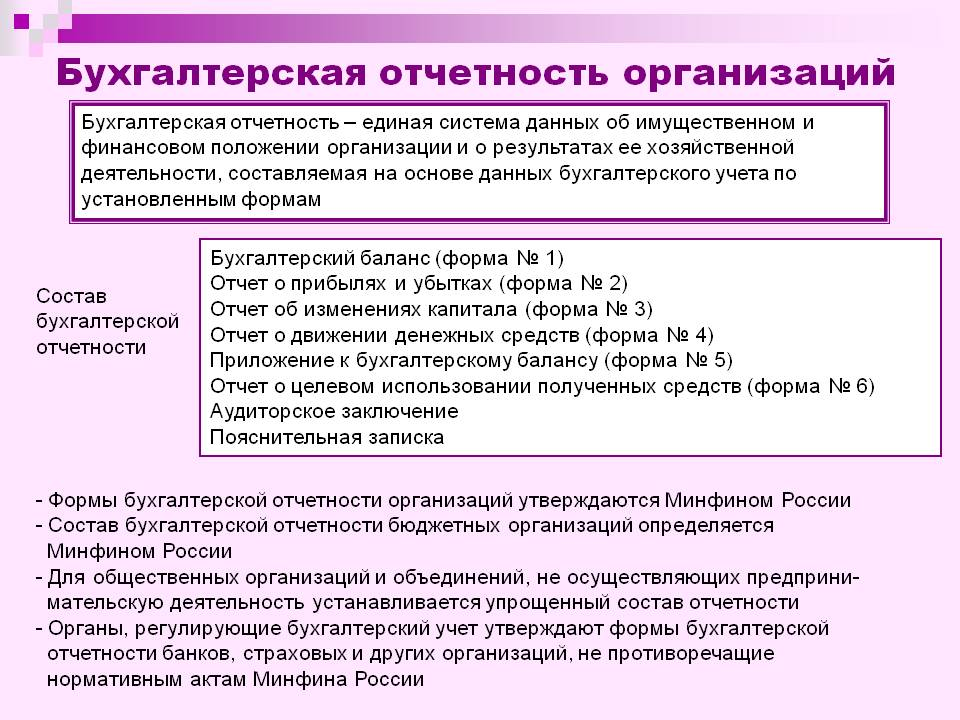 Бухгалтерская отчетность организаций
Бухгалтерская отчетность – единая система данных об имущественном и
финансовом положении организации и о результатах ее хозяйственной
деятельности, составляемая на основе данных бухгалтерского учета по
установленным формам
Состав
бухгалтерской
отчетности
Бухгалтерский баланс (форма № 1)
Отчет о прибылях и убытках (форма № 2)
Отчет об изменениях капитала (форма № 3)
Отчет о движении денежных средств (форма № 4)
Приложение к бухгалтерскому балансу (форма № 5)
Отчет о целевом использовании полученных средств (форма № 6)
Аудиторское заключение
Пояснительная записка
- Формы бухгалтерской отчетности организаций утверждаются Минфином России
- Состав бухгалтерской отчетности бюджетных организаций определяется
Минфином России
- Для общественных организаций и объединений, не осуществляющих предприни-
мательскую деятельность устанавливается упрощенный состав отчетности
- Органы, регулирующие бухгалтерский учет утверждают формы бухгалтерской
отчетности банков, страховых и других организаций, не противоречащие
нормативным актам Минфина России